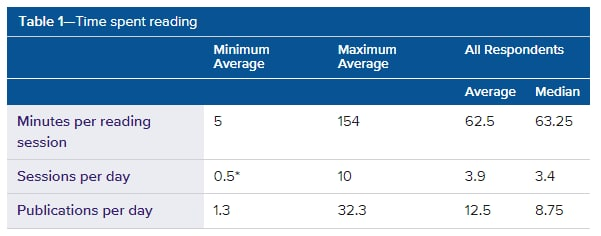 Table 1—Time spent reading
Minimum Average Maximum Average All Respondents
Average Median
Minutes per reading session 5 154 62.5 63.25
Sessions per day 0.5* 10 3.9 3.4
Publications per day 1.3 32.3 12.5 8.75